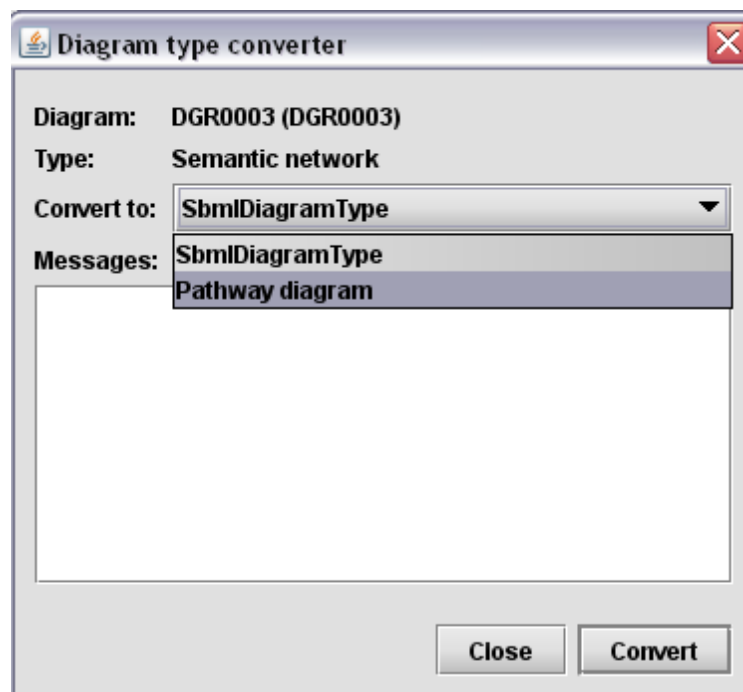 Diagram type converter
Diagram: DGR0003 (DGR0003)
Type: Semantic network
Convert to: SbmlDiagramType
SbmlDiagramType
Messages:
Pathway diagram
Close Convert